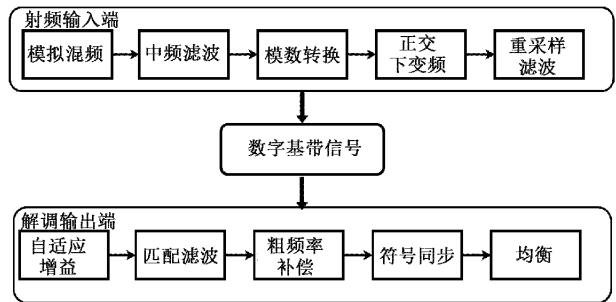 射频输入端
模拟混频
中频滤波
模数转换
正交
下变频
重采样
滤波
数字基带信号
解调输出端
自适应
增益
匹配滤波
粗频率
补偿
符号同步
均衡